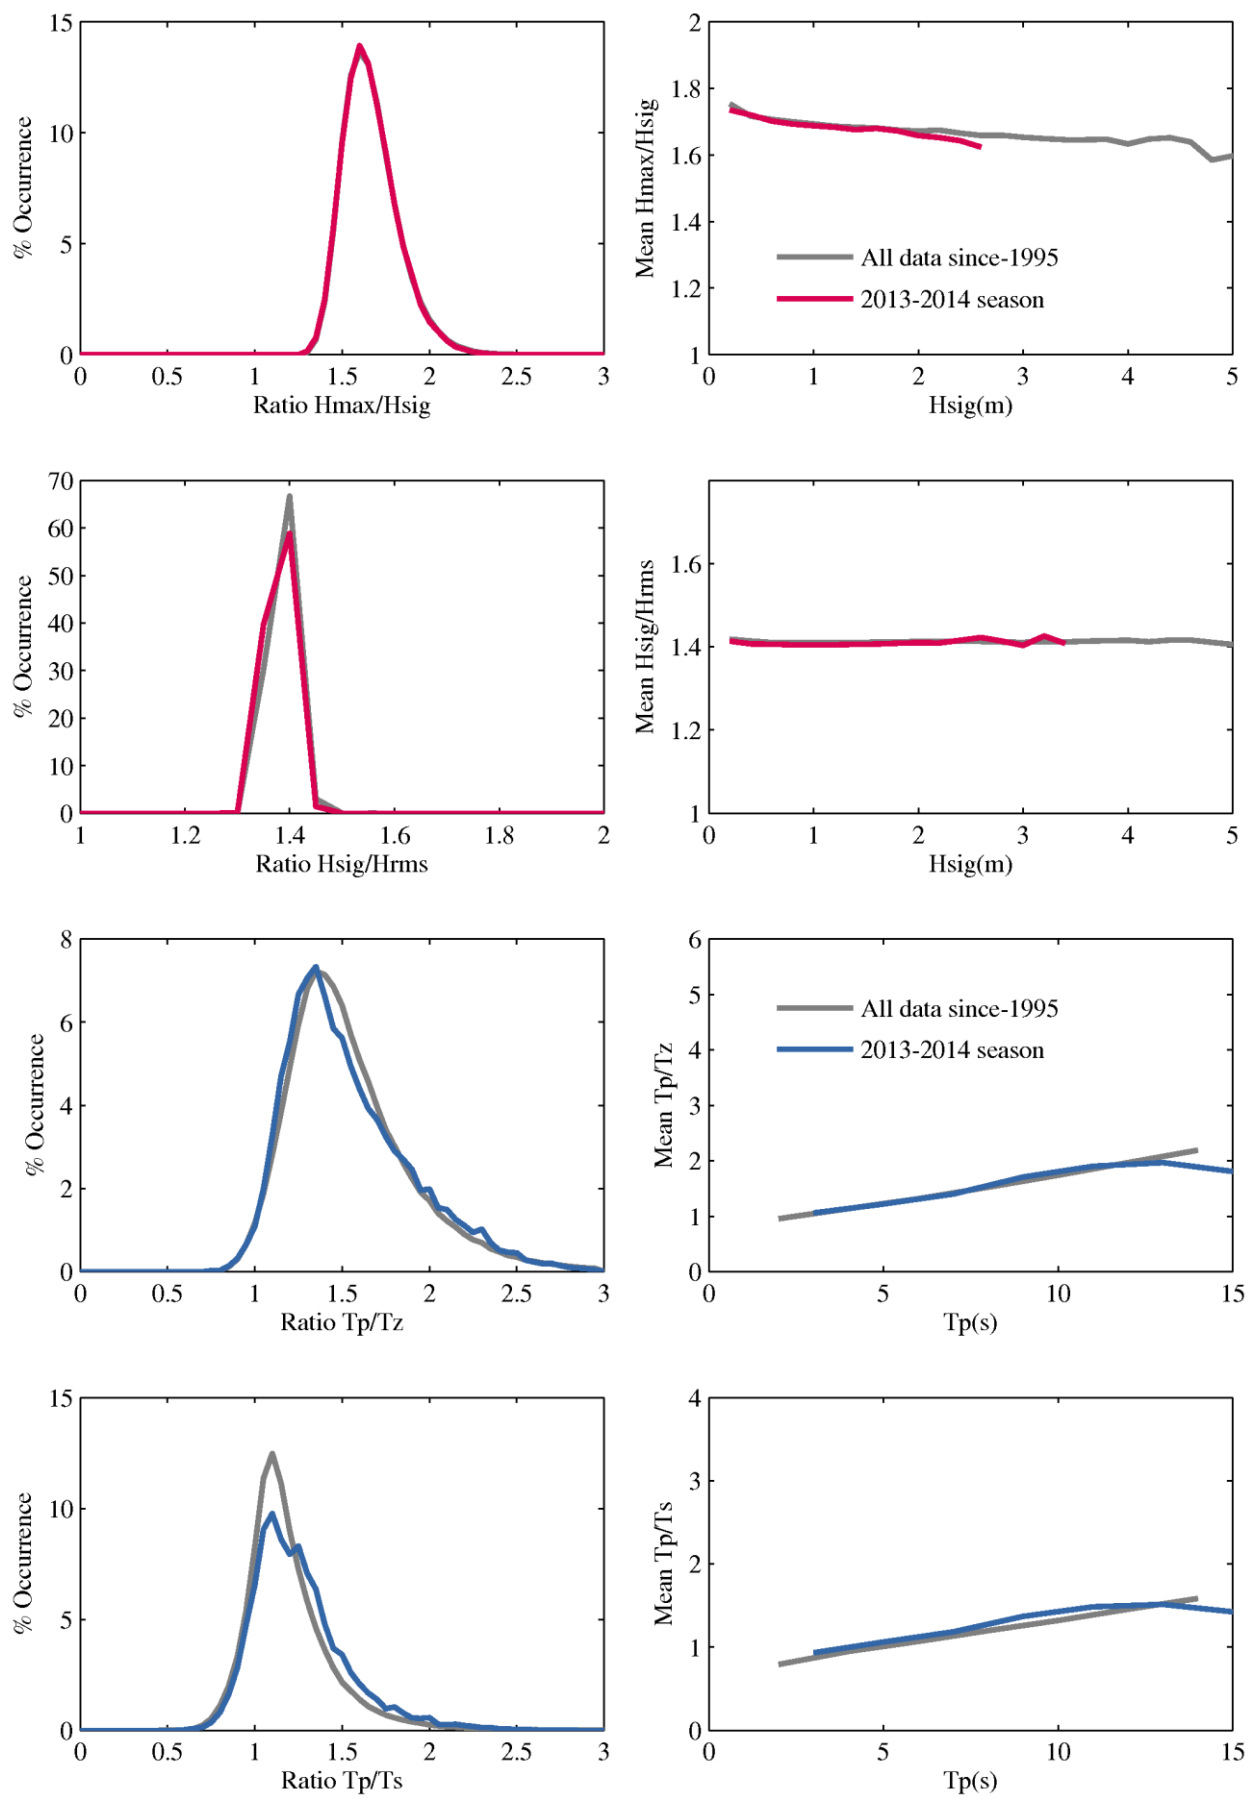 15
10
5
0
% Occurrence
0 0.5 1 1.5 2 2.5 3
Ratio Hmax/Hsig
2
1.8
1.6
1.4
1.2
1
Mean Hmax/Hsig
All data since-1995
2013-2014 season
0 1 2 3 4 5
Hsig(m)
70
60
50
40
30
20
10
0
% Occurrence
1 1.2 1.4 1.6 1.8 2
Ratio Hsig/Hrms
1.6
1.4
1.2
1
Mean Hsig/Hrms
0 1 2 3 4 5
Hsig(m)
8
6
4
2
0
% Occurrence
0 0.5 1 1.5 2 2.5 3
Ratio Tp/Tz
6
5
4
3
2
1
0
Mean Tp/Tz
All data since-1995
2013-2014 season
0 5 10 15
Tp(s)
15
10
5
0
% Occurrence
0 0.5 1 1.5 2 2.5 3
Ratio Tp/Ts
4
3
2
1
0
Mean Tp/Ts
0 5 10 15
Tp(s)